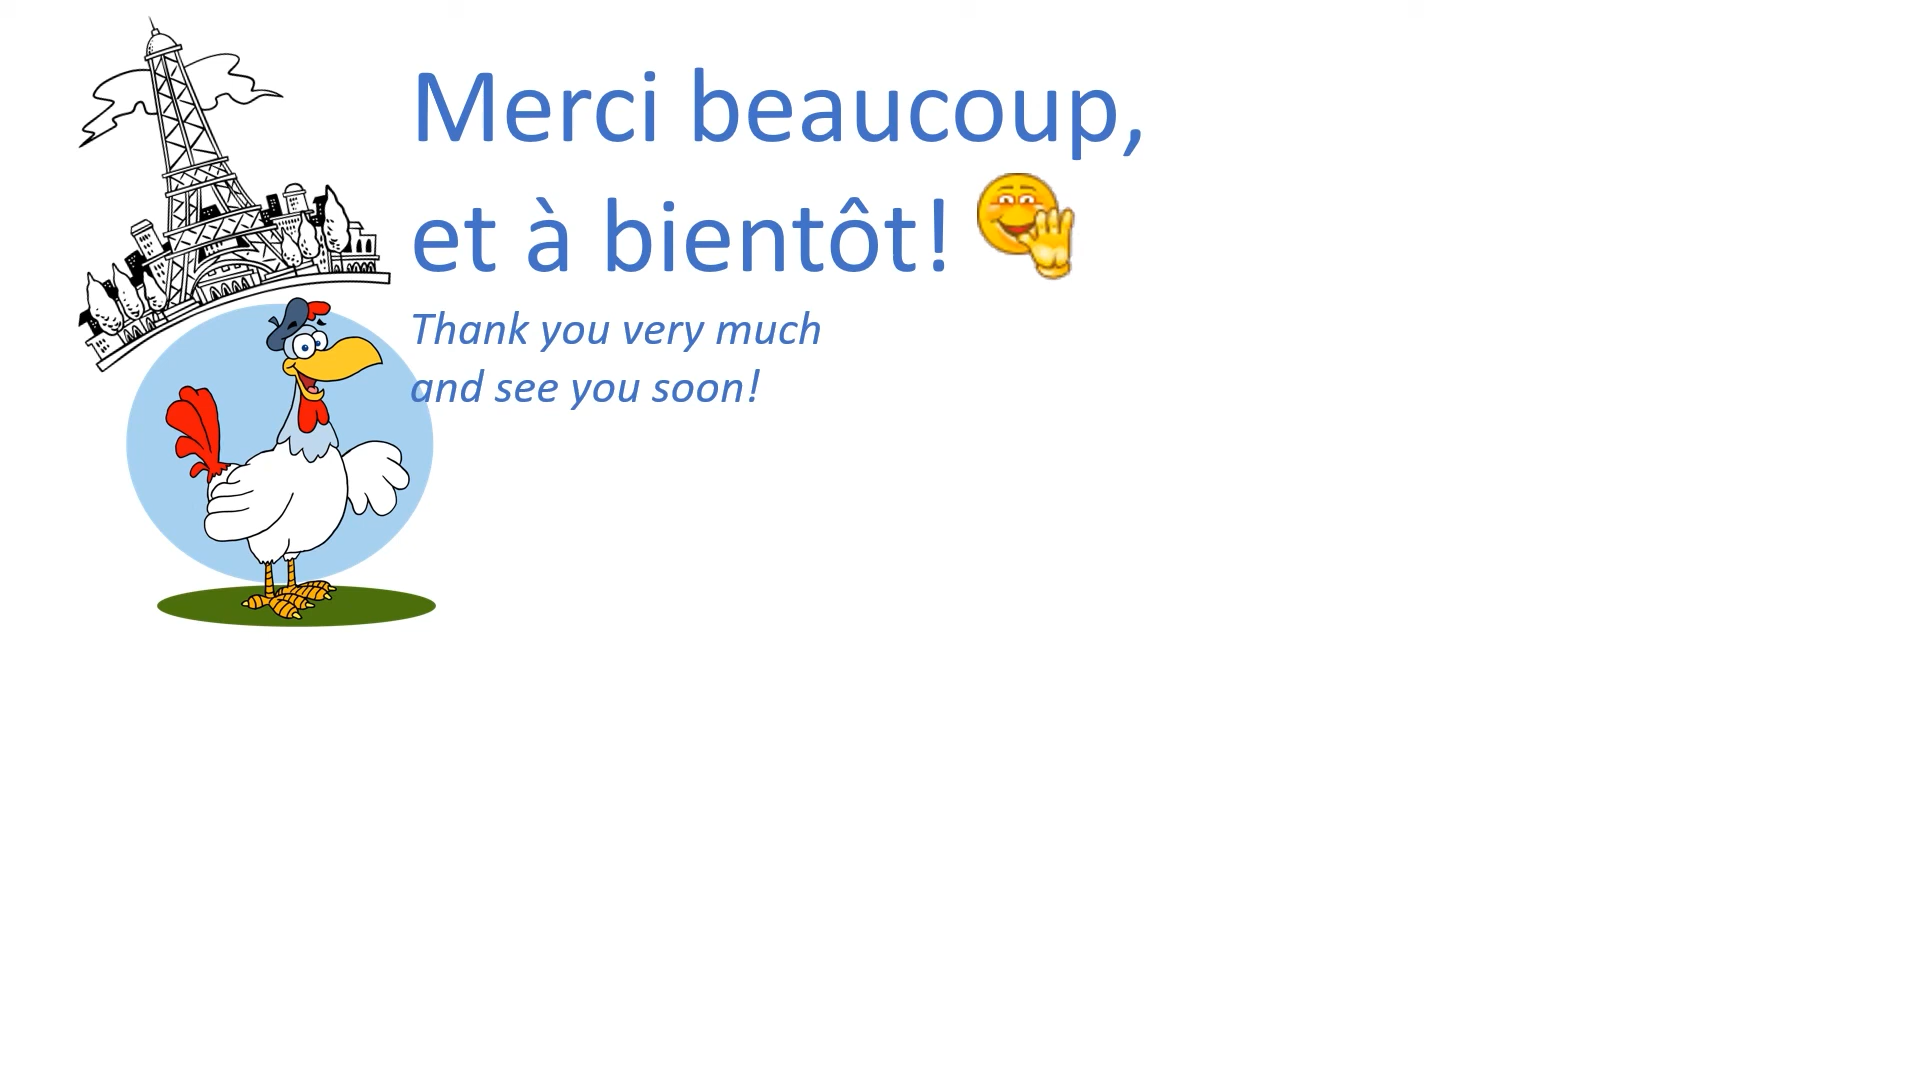 Merci beaucoup,
et à bientôt!
Thank you very much
and see you soon!